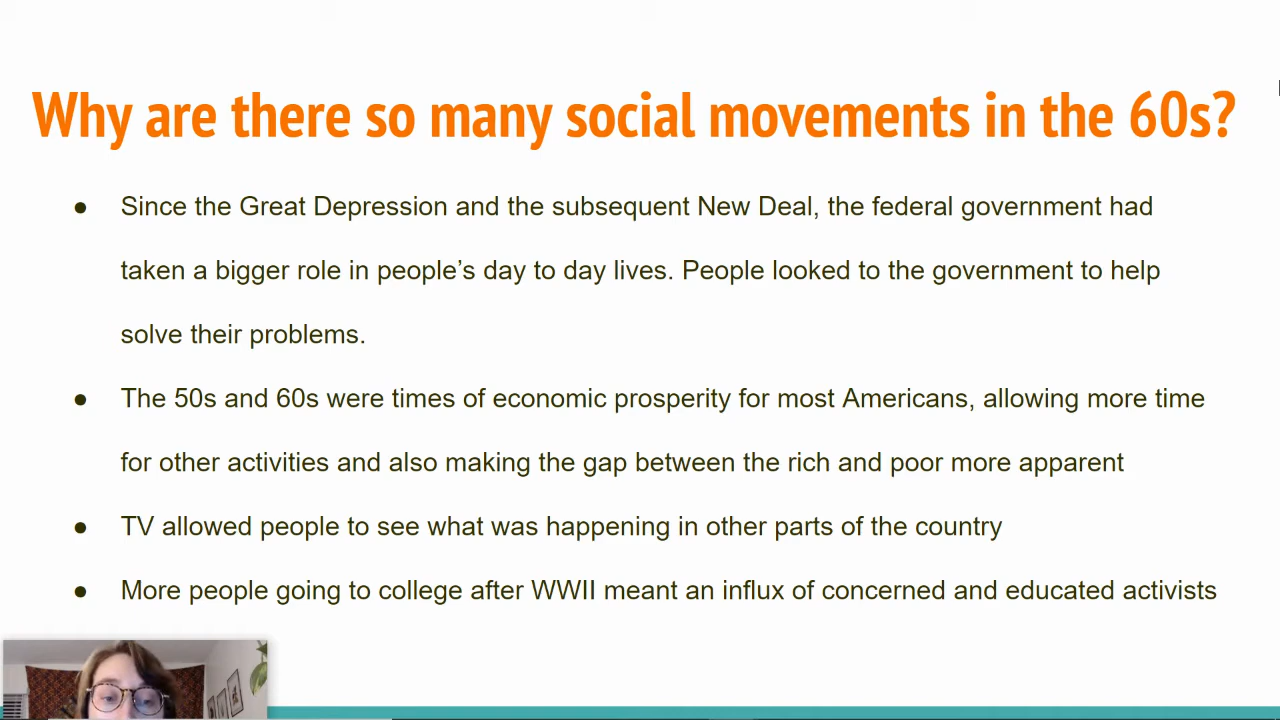 Why are there so many social movements in the 60s?
● Since the Great Depression and the subsequent New Deal, the federal government had
taken a bigger role in people’s day to day lives. People looked to the government to help
solve their problems.
● The 50s and 60s were times of economic prosperity for most Americans, allowing more time
for other activities and also making the gap between the rich and poor more apparent
● TV allowed people to see what was happening in other parts of the country
● More people going to college after WWII meant an influx of concerned and educated activists